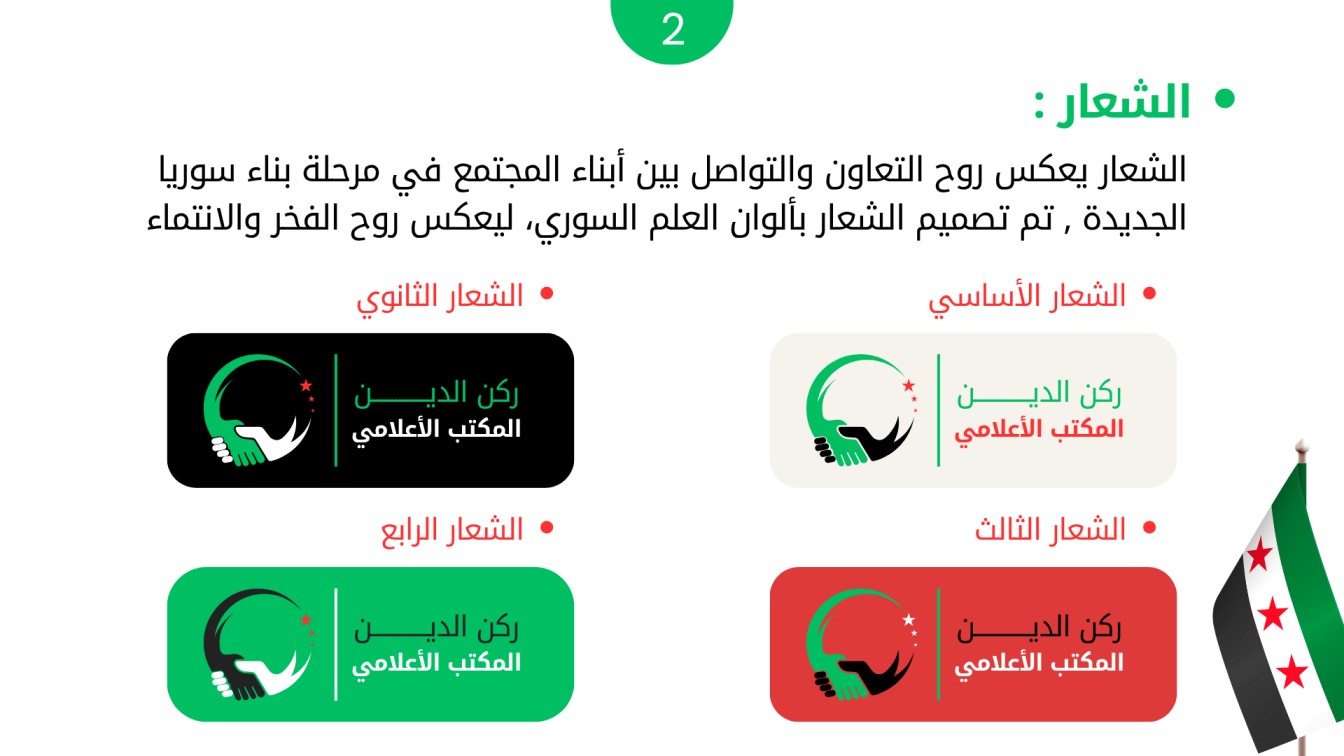 2
الشعار :
الشعار يعكس روح التعاون والتواصل بين أبناء المجتمع في مرحلة بناء سوريا
الجديدة , تم تصميم الشعار بألوان العلم السوري، ليعكس روح الفخر والانتماء
الشعار الأساسي
ركن الديـــــن
المكتب الأعلامي
الشعار الثانوي
ركن الديـــــن
المكتب الأعلامي
الشعار الثالث
ركن الديـــــن
المكتب الأعلامي
الشعار الرابع
ركن الديـــــن
المكتب الأعلامي